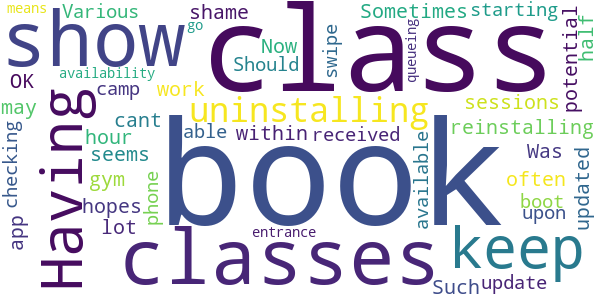 means
Various
shame
Sometimes
starting
show
class
go
Now
swipe
queueing
potential
half
availability
Should
OK
camp
work
Having
may
uninstalling
sessions
cant
able
within
received
reinstalling
hour
checking
seems
book
available
Was
updated
gym
phone
often
hopes
boot
upon
app
lot
entrance
classes
keep
Such
update